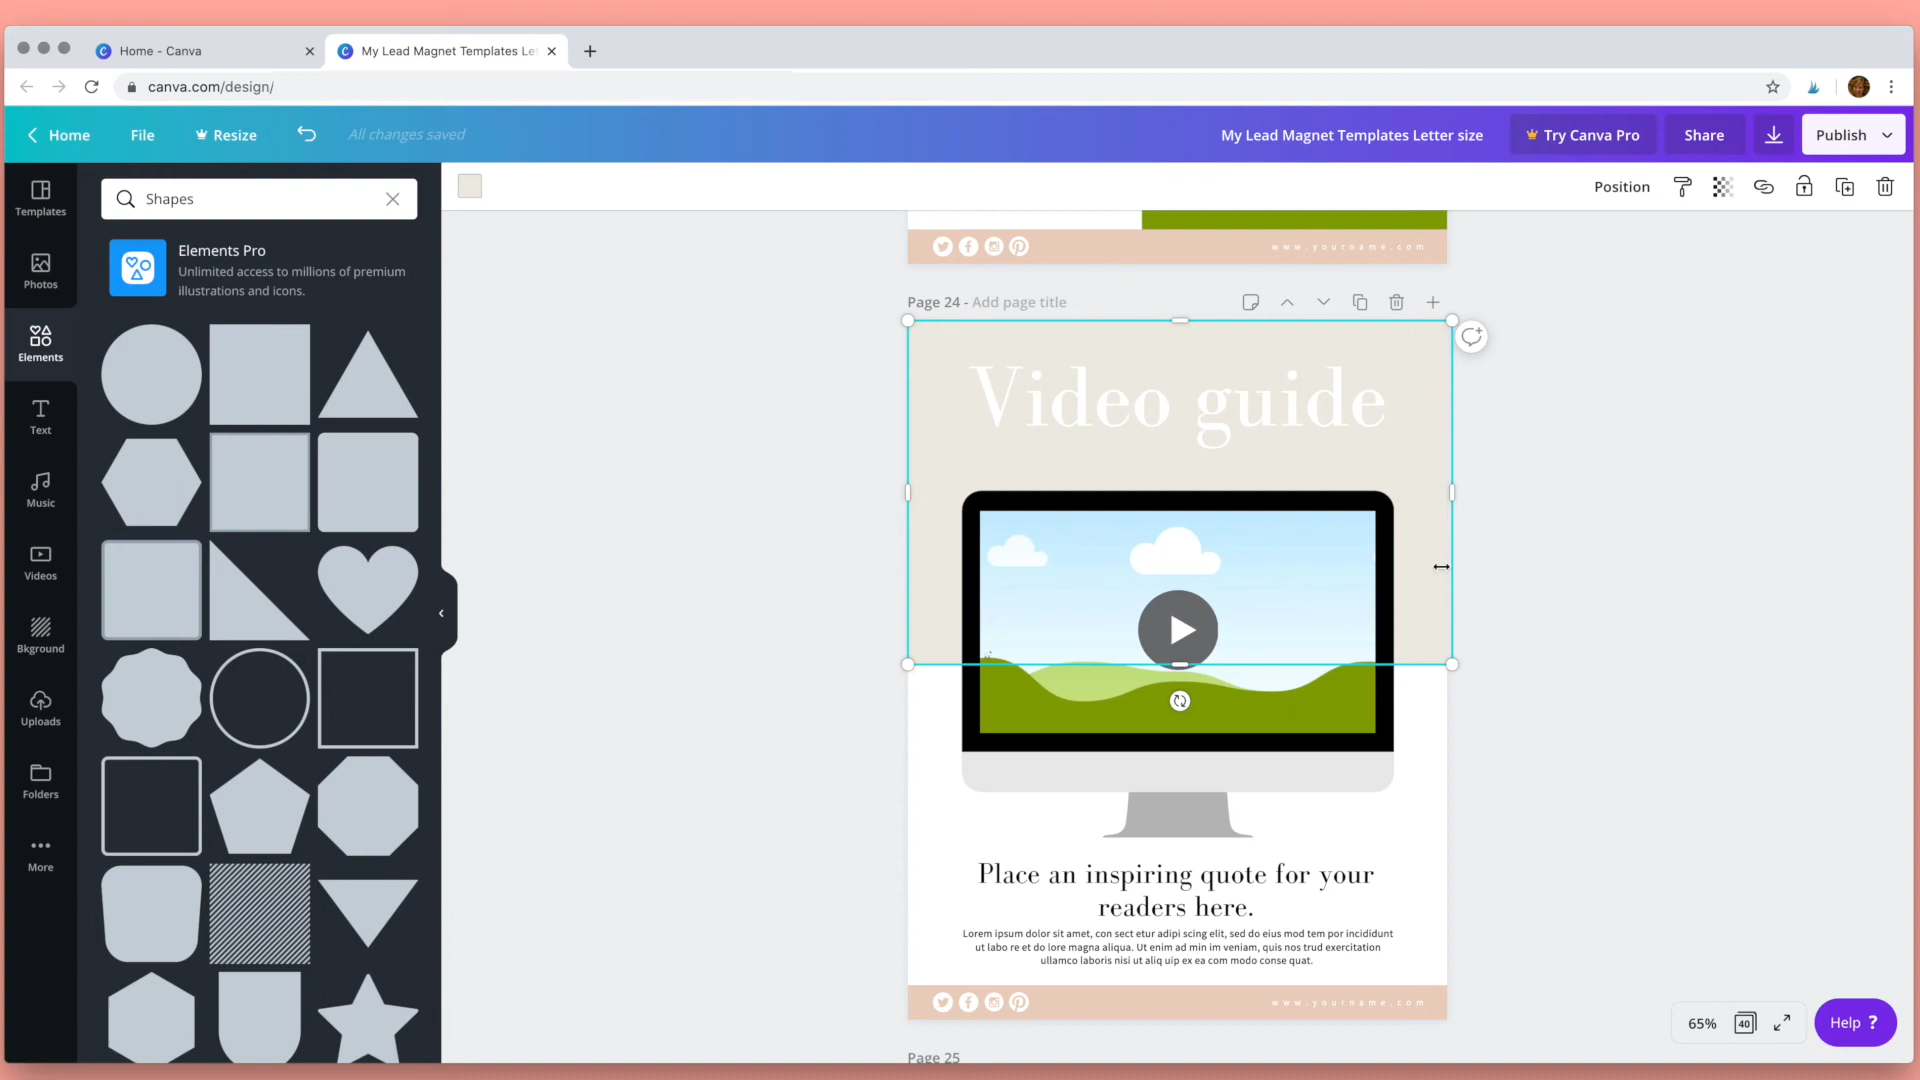 Home - Canva
My Lead Magnet Templates Le
canva.com/design/
Home
File
Resize
All changes saved
My Lead Magnet Templates Letter size
Try Canva Pro
Share
Publish
Templates
Photos
Elements
Text
Music
Videos
Bkground
Uploads
Folders
More
Shapes
Elements Pro
Unlimited access to millions of premium
illustrations and icons.
Position
www.yourname.com
Page 24 - Add page title
Video guide
Place an inspiring quote for your
readers here.
Lorem ipsum dolor sit amet, con sect etur adipi scing elit, sed do eius mod tem por incididunt
ut labo re et do lore magna aliqua. Ut enim ad min im veniam, quis nos trud exercitation
ullamco laboris nisi ut aliq uip ex ea com modo conse quat.
www.yourname.com
Page 25
65%
40
Help ?